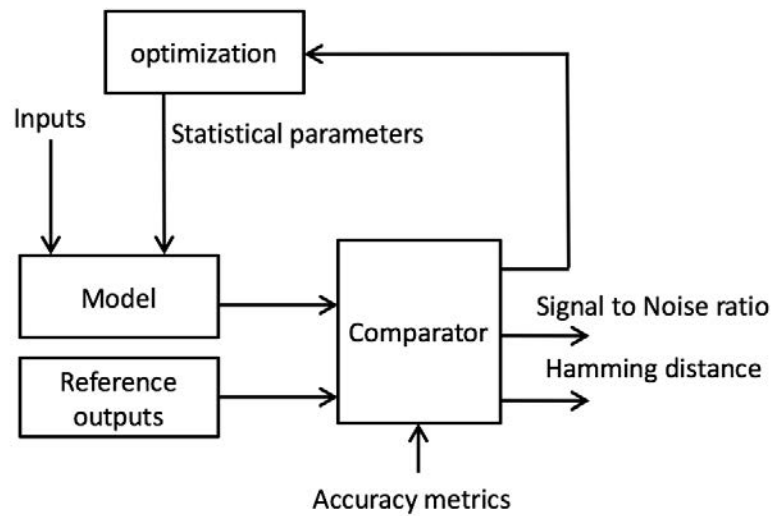 optimization
Inputs
Statistical parameters
Model
Comparator
Signal to Noise ratio
Hamming distance
Reference
outputs
Accuracy metrics